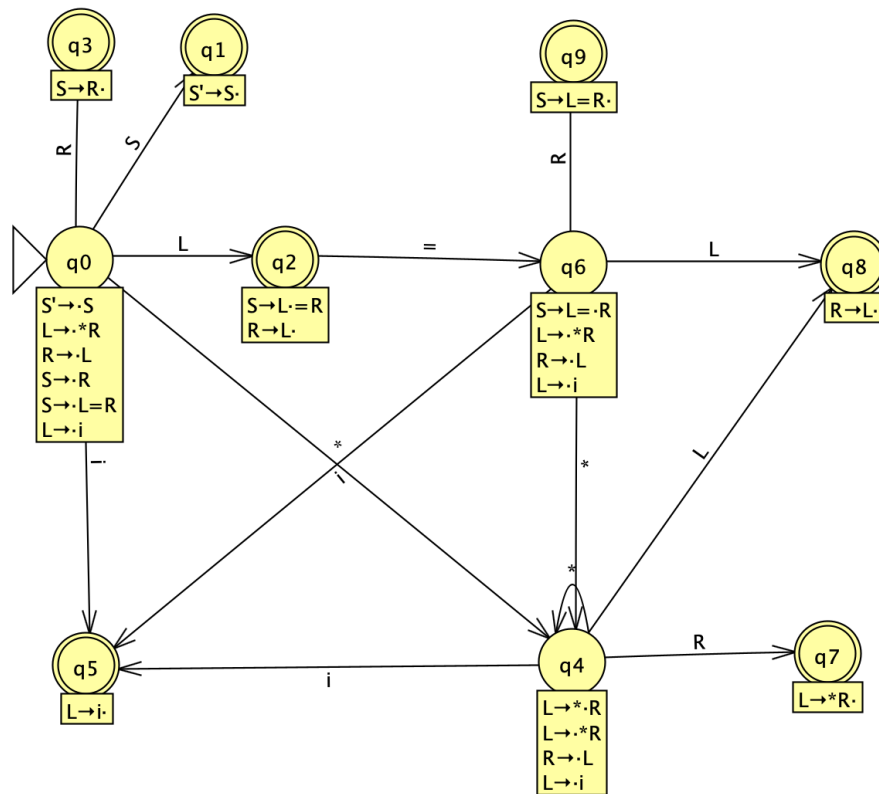 q3
S→R·
q1
S'→S·
q9
S→L=R·
R
S
R
q0
S'→·S
L→·*R
R→·L
S→·R
S→·L=R
L→·i
L
q2
S→L·=R
R→L·
=
q6
S→L=·R
L→·*R
R→·L
L→·i
L
q8
R→L·
i
*
i
*
L
*
q5
L→i·
i
q4
L→*·R
L→·*R
R→·L
L→·i
R
q7
L→*R·